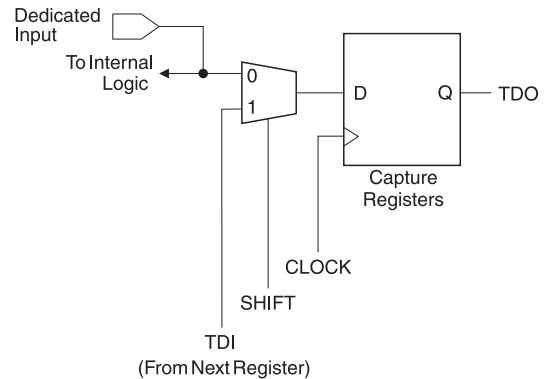 Dedicated
Input
To Internal
Logic
0
1
D
Q
TDO
Capture
Registers
CLOCK
SHIFT
TDI
(From Next Register)